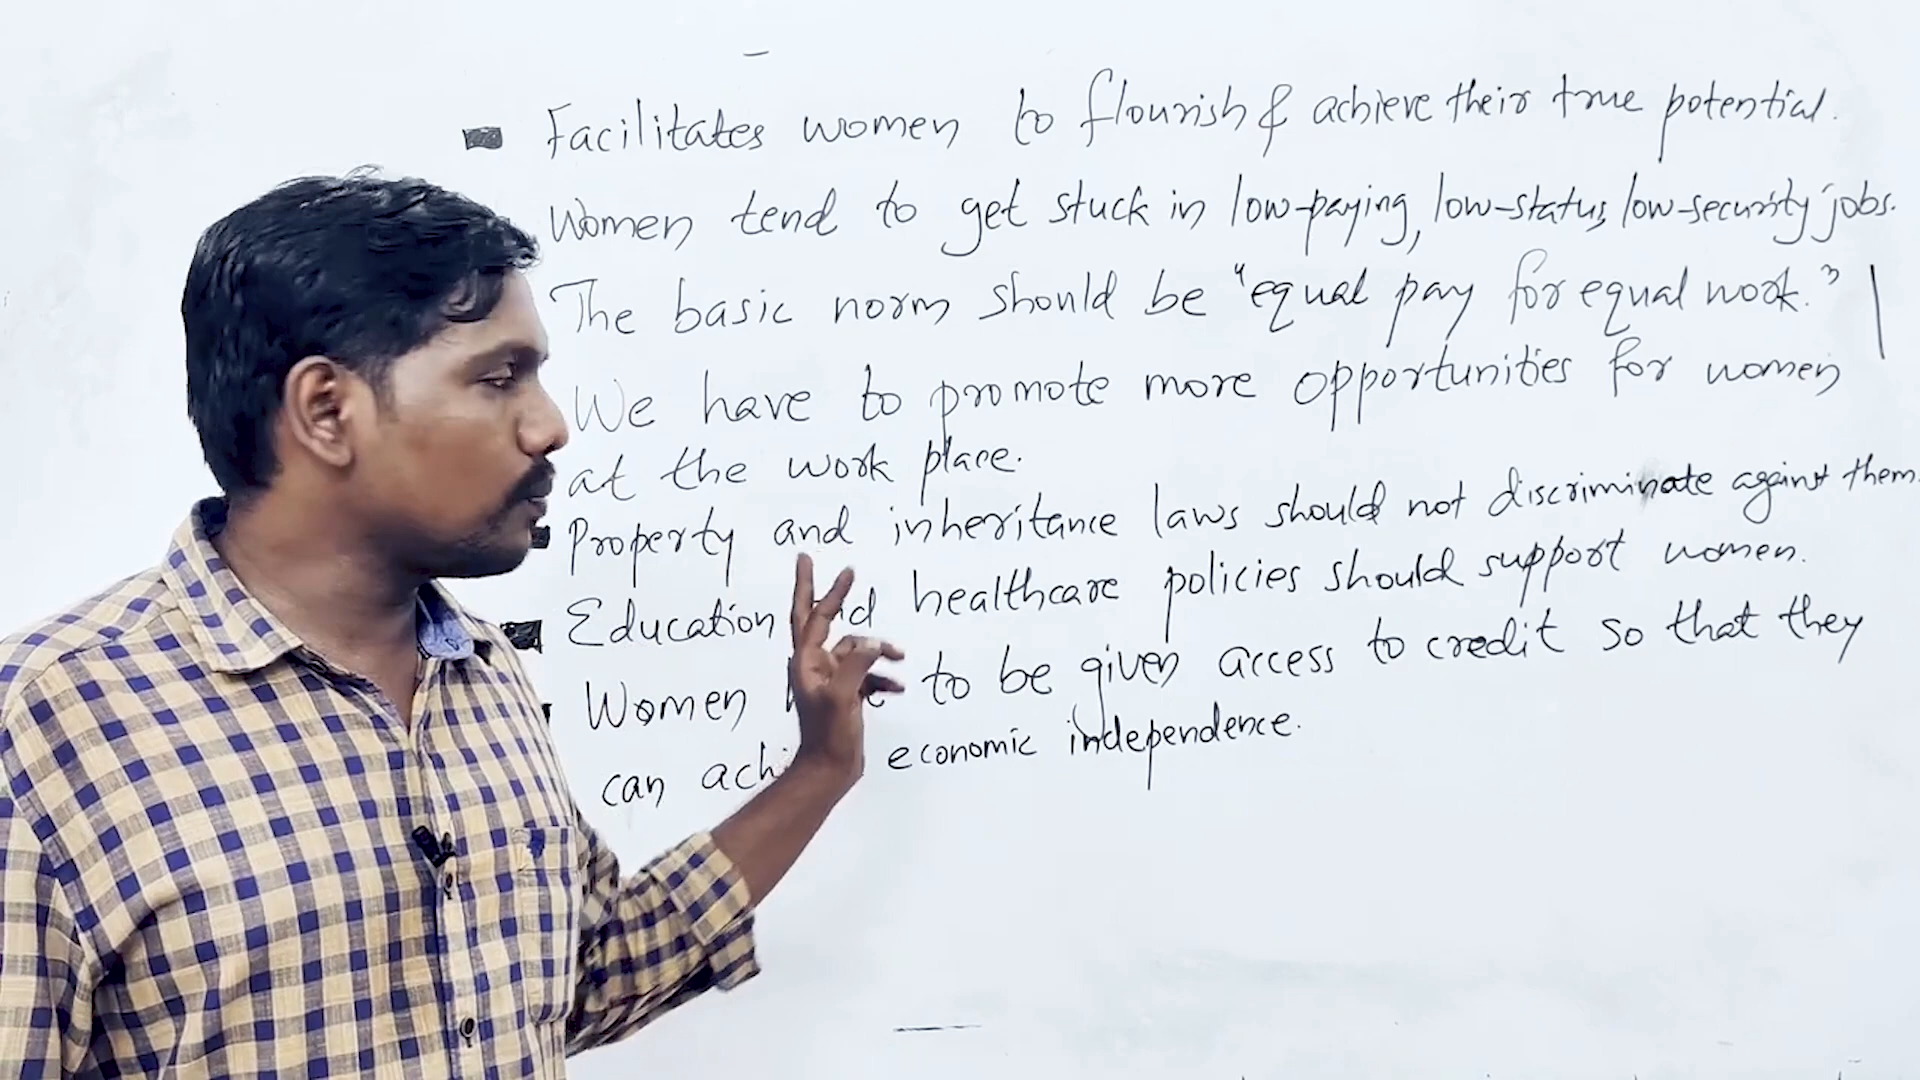 Facilitates women to flourish & achieve their true potential.
Women tend to get stuck in low-paying, low-status, low-security jobs.
The basic norm should be "equal pay for equal work."
We have to promote more opportunities for women
at the work place.
Property and inheritance laws should not discriminate against them.
Education healthcare policies should support women.
Women to be given access to credit so that they
can economic independence.